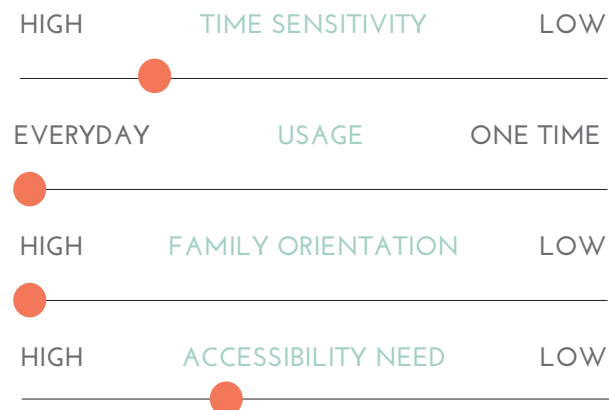 HIGH TIME SENSITIVITY LOW
EVERYDAY USAGE ONE TIME
HIGH FAMILY ORIENTATION LOW
HIGH ACCESSIBILITY NEED LOW